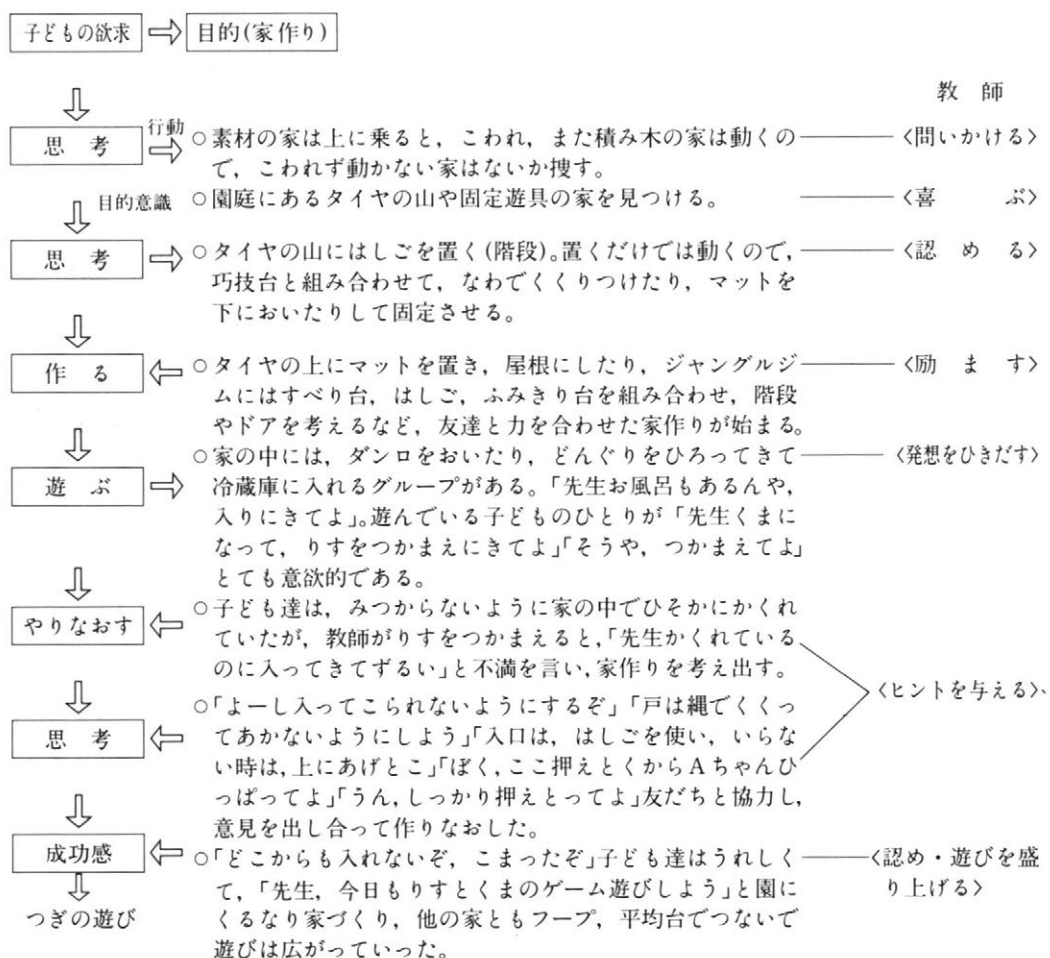 子どもの欲求 ⇨ 目的(家作り)
教 師
思 考 行動 ○素材の家は上に乗ると，こわれ，また積み木の家は動くの ――― 〈問いかける〉
で，こわれず動かない家はないか捜す。
目的意識 ○園庭にあるタイヤの山や固定遊具の家を見つける。 ――― 〈喜 ぶ〉
思 考 ○タイヤの山にはしごを置く(階段)。置くだけでは動くので， ――― 〈認 め る〉
巧技台と組み合わせて，なわでくくりつけたり，マットを
下においたりして固定させる。
作 る ○タイヤの上にマットを置き，屋根にしたり，ジャングルジ ――― 〈励 ま す〉
ムにはすべり台，はしご，ふみきり台を組み合わせ，階段
やドアを考えるなど，友達と力を合わせた家作りが始まる。
○家の中には，ダンロをおいたり，どんぐりをひろってきて ――― 〈発想をひきだす〉
遊 ぶ 冷蔵庫に入れるグループがある。「先生お風呂もあるんや，
入りにきてよ」。遊んでいる子どものひとりが「先生くまに
なって，りすをつかまえにきてよ」「そうや，つかまえてよ」
とても意欲的である。
やりなおす ○子ども達は，みつからないように家の中でひそかにかくれ
ていたが，教師がりすをつかまえると，「先生かくれている
のに入ってきてずるい」と不満を言い，家作りを考え出す。
〈ヒントを与える〉、
○「よーし入ってこられないようにするぞ」「戸は縄でくくっ
思 考 てあかないようにしよう」「入口は，はしごを使い，いらな
い時は，上にあげとこ」「ぼく，ここ押えとくからAちゃんひ
っぱってよ」「うん，しっかり押えとってよ」友だちと協力し，
意見を出し合って作りなおした。
成功感 ○「どこからも入れないぞ，こまったぞ」子ども達はうれしく ――― 〈認め・遊びを盛
て，「先生，今日もりすとくまのゲーム遊びしよう」と園に り上げる〉
つぎの遊び くるなり家づくり，他の家ともフープ，平均台でつないで
遊びは広がっていった。